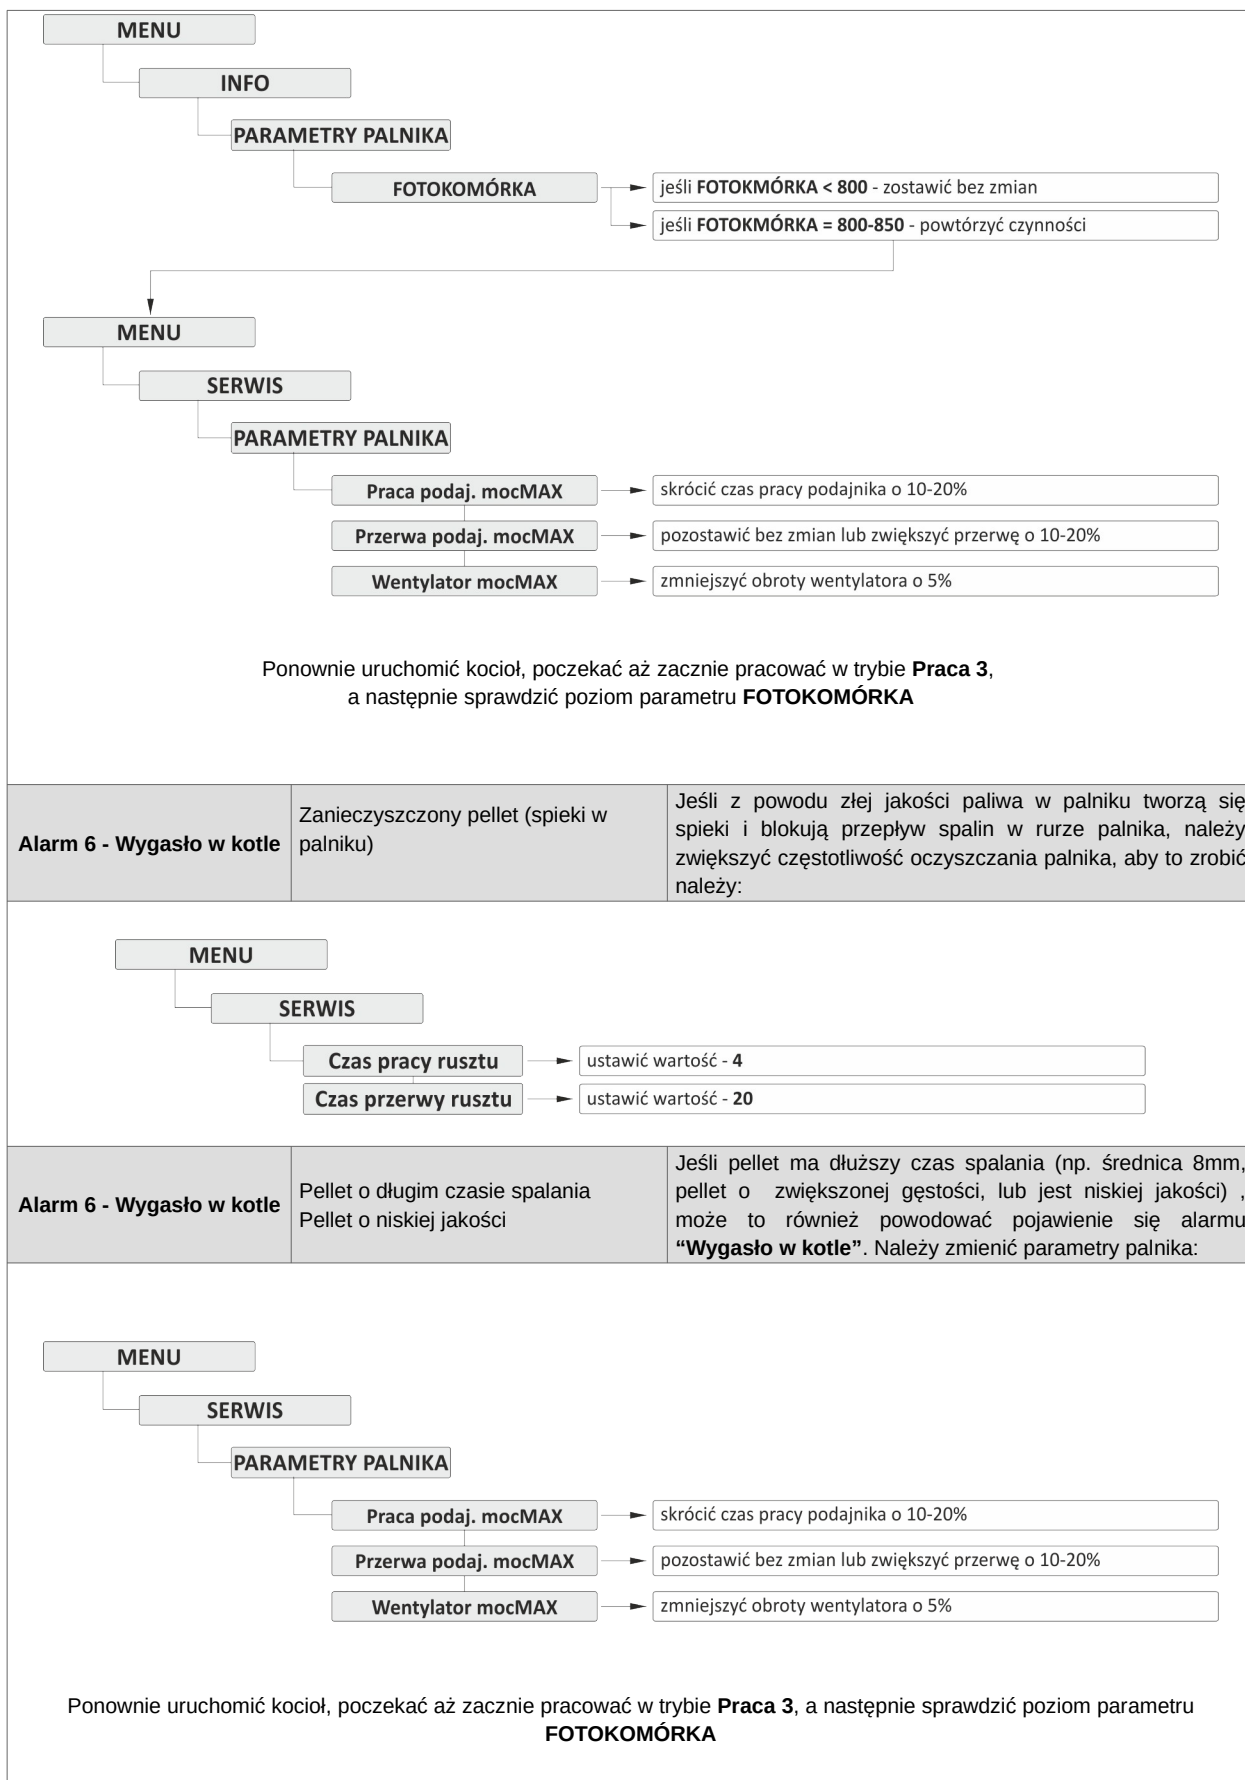 MENU
INFO
PARAMETRY PALNIKA
FOTOKOMÓRKA
jeśli FOTOKMÓRKA < 800 - zostawić bez zmian
jeśli FOTOKMÓRKA = 800-850 - powtórzyć czynności
MENU
SERWIS
PARAMETRY PALNIKA
Praca podaj. mocMAX
skrócić czas pracy podajnika o 10-20%
Przerwa podaj. mocMAX
pozostawić bez zmian lub zwiększyć przerwę o 10-20%
Wentylator mocMAX
zmniejszyć obroty wentylatora o 5%
Ponownie uruchomić kocioł, poczekać aż zacznie pracować w trybie Praca 3,
a następnie sprawdzić poziom parametru FOTOKOMÓRKA
Alarm 6 - Wygasło w kotle
Zanieczyszczony pellet (spieki w
palniku)
Jeśli z powodu złej jakości paliwa w palniku tworzą się
spieki i blokują przepływ spalin w rurze palnika, należy
zwiększyć częstotliwość oczyszczania palnika, aby to zrobić
należy:
MENU
SERWIS
Czas pracy rusztu
ustawić wartość - 4
Czas przerwy rusztu
ustawić wartość - 20
Alarm 6 - Wygasło w kotle
Pellet o długim czasie spalania
Pellet o niskiej jakości
Jeśli pellet ma dłuższy czas spalania (np. średnica 8mm,
pellet o zwiększonej gęstości, lub jest niskiej jakości) ,
może to również powodować pojawienie się alarmu
“Wygasło w kotle”. Należy zmienić parametry palnika:
MENU
SERWIS
PARAMETRY PALNIKA
Praca podaj. mocMAX
skrócić czas pracy podajnika o 10-20%
Przerwa podaj. mocMAX
pozostawić bez zmian lub zwiększyć przerwę o 10-20%
Wentylator mocMAX
zmniejszyć obroty wentylatora o 5%
Ponownie uruchomić kocioł, poczekać aż zacznie pracować w trybie Praca 3, a następnie sprawdzić poziom parametru
FOTOKOMÓRKA